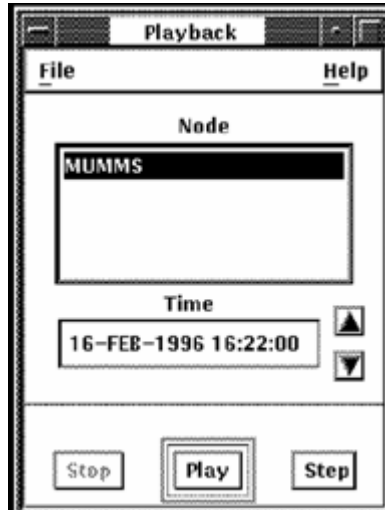 Playback
File Help
Node
MUMMS
Time
16-FEB-1996 16:22:00
Stop Play Step